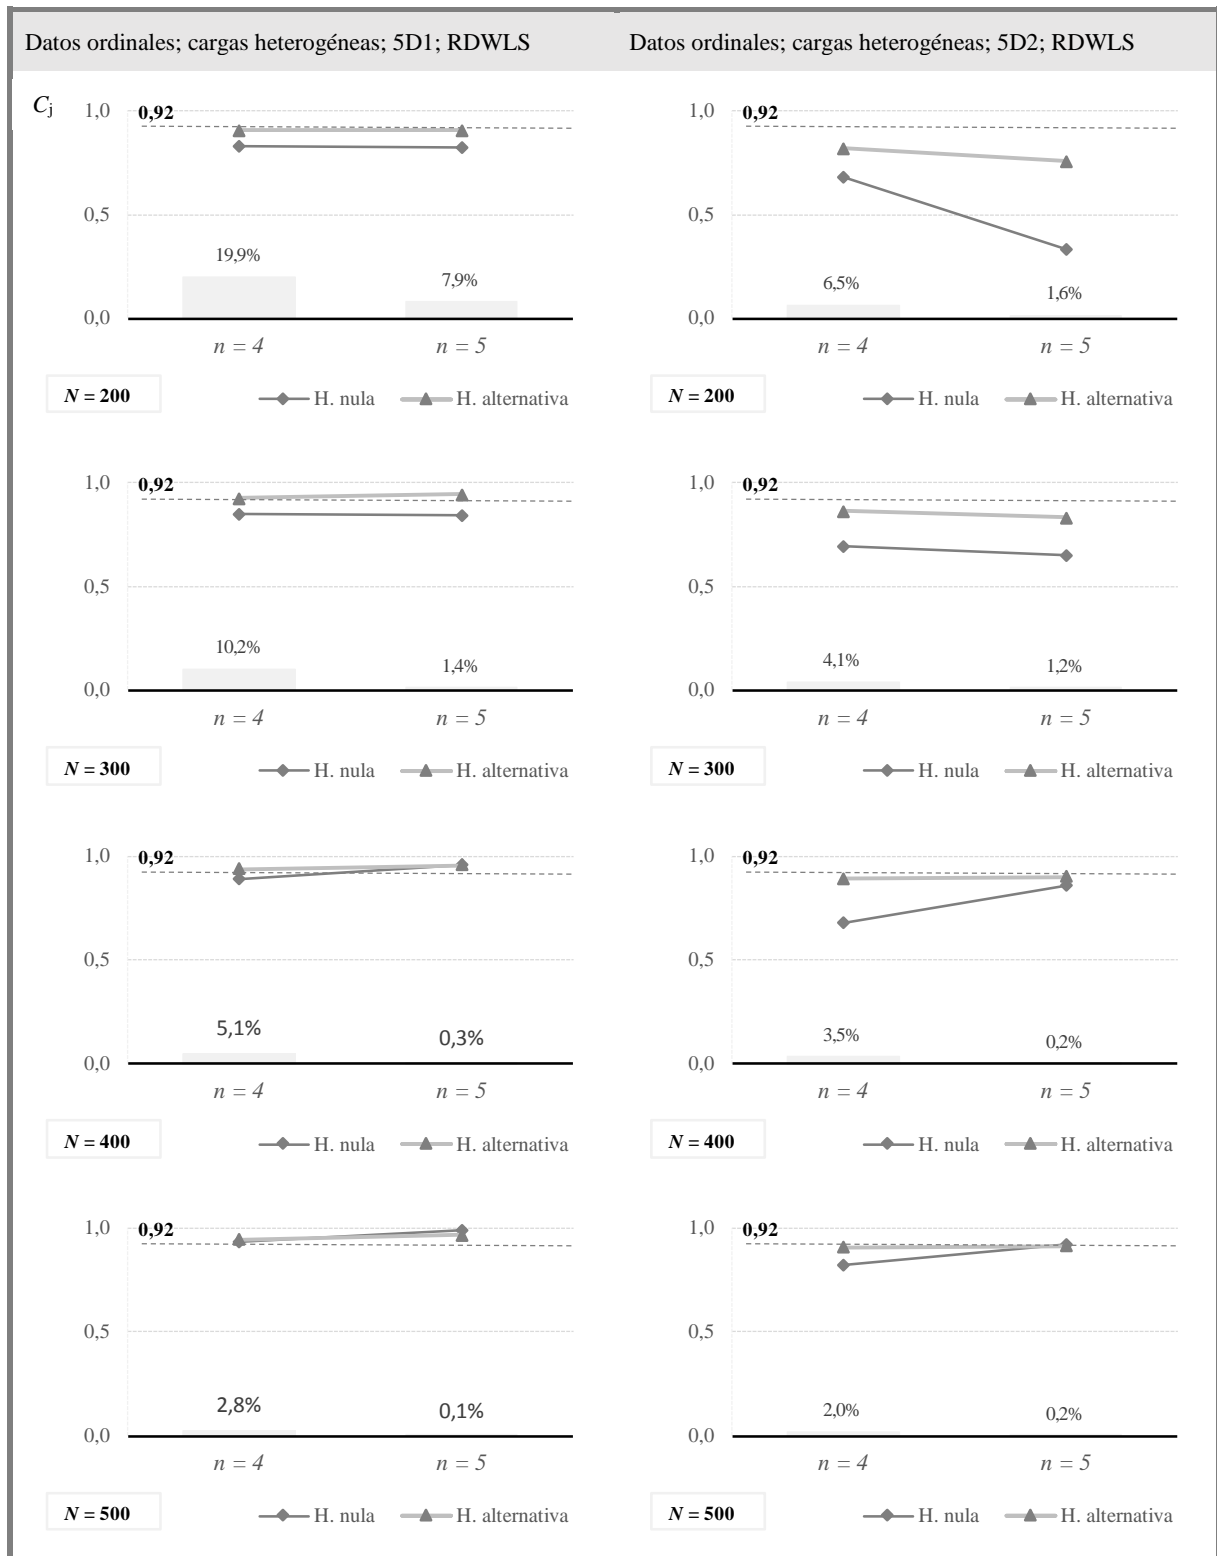 Datos ordinales; cargas heterogéneas; 5D1; RDWLS
Datos ordinales; cargas heterogéneas; 5D2; RDWLS
Cj
1,0
0,92
0,5
19,9%
7,9%
0,0
n = 4
n = 5
N = 200
H. nula
H. alternativa
1,0
0,92
0,5
6,5%
1,6%
0,0
n = 4
n = 5
N = 200
H. nula
H. alternativa
1,0
0,92
0,5
10,2%
1,4%
0,0
n = 4
n = 5
N = 300
H. nula
H. alternativa
1,0
0,92
0,5
4,1%
1,2%
0,0
n = 4
n = 5
N = 300
H. nula
H. alternativa
1,0
0,92
0,5
5,1%
0,3%
0,0
n = 4
n = 5
N = 400
H. nula
H. alternativa
1,0
0,92
0,5
3,5%
0,2%
0,0
n = 4
n = 5
N = 400
H. nula
H. alternativa
1,0
0,92
0,5
2,8%
0,1%
0,0
n = 4
n = 5
N = 500
H. nula
H. alternativa
1,0
0,92
0,5
2,0%
0,2%
0,0
n = 4
n = 5
N = 500
H. nula
H. alternativa